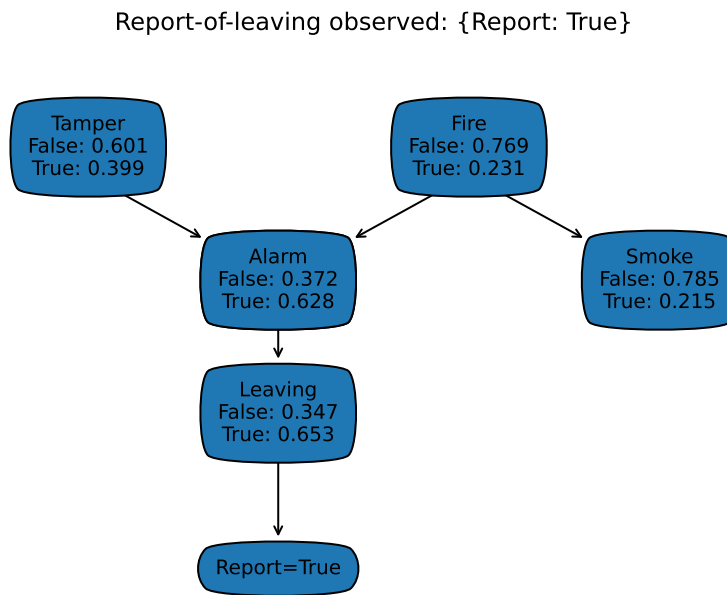 Report-of-leaving observed: {Report: True}
Tamper
False: 0.601
True: 0.399
Fire
False: 0.769
True: 0.231
Alarm
False: 0.372
True: 0.628
Smoke
False: 0.785
True: 0.215
Leaving
False: 0.347
True: 0.653
Report=True